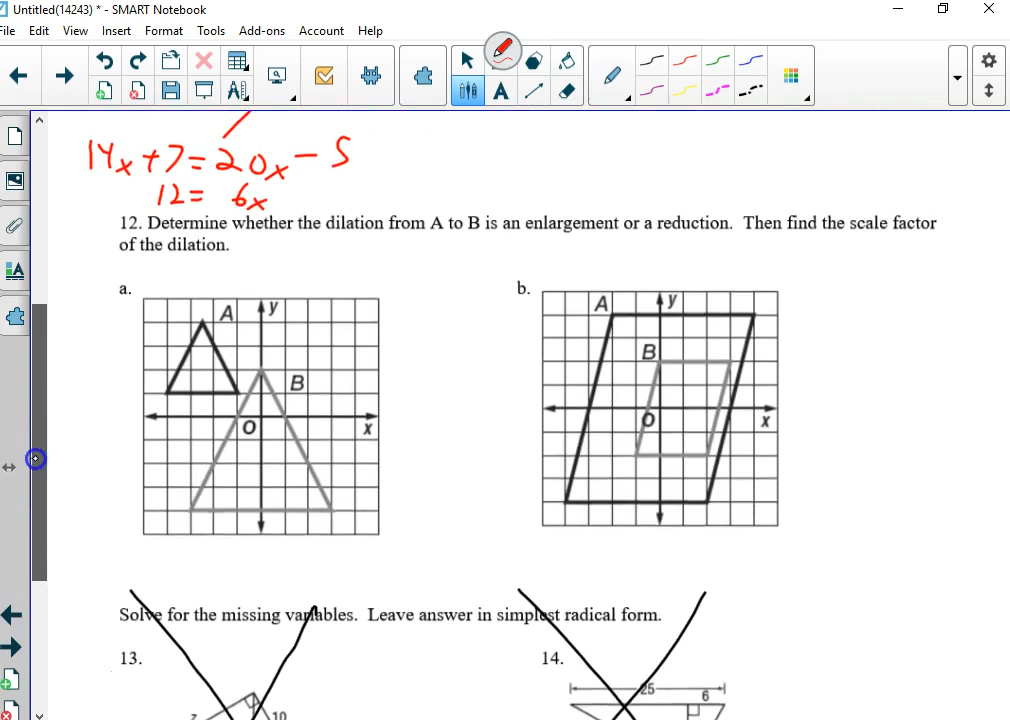 Untitled(14243) * - SMART Notebook
File Edit View Insert Format Tools Add-ons Account Help
14x + 7 = 20x - 5
12 = 6x
12. Determine whether the dilation from A to B is an enlargement or a reduction. Then find the scale factor
of the dilation.
a.
A y
B
O x
b.
A y
B
O x
Solve for the missing variables. Leave answer in simplest radical form.
13.
14.
25
6
10